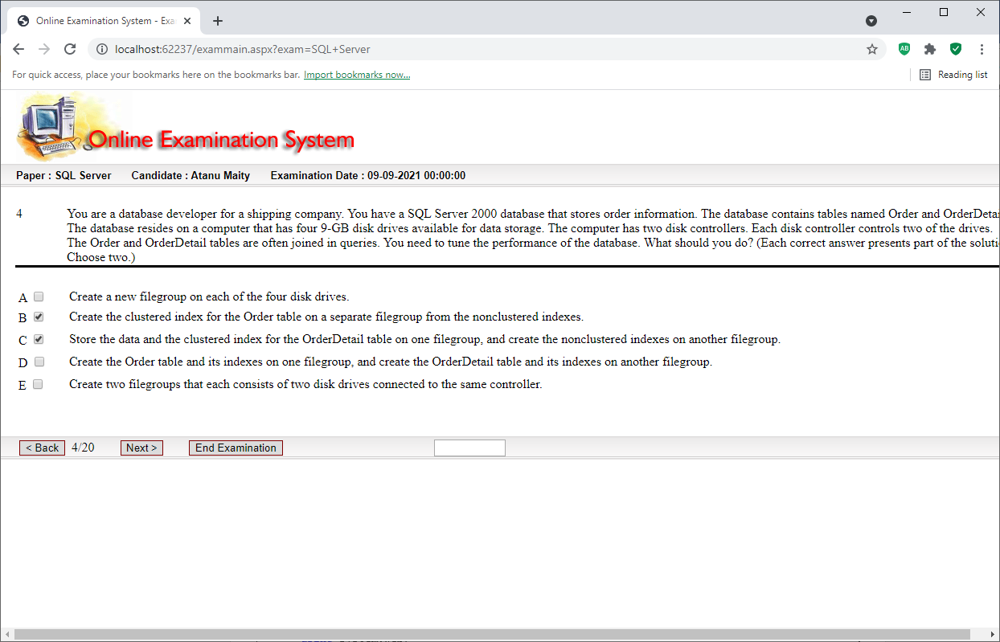 Online Examination System - Exa
localhost:62237/exammain.aspx?exam=SQL+Server
AB
For quick access, place your bookmarks here on the bookmarks bar. Import bookmarks now...
Reading list
Online Examination System
Paper : SQL Server Candidate : Atanu Maity Examination Date : 09-09-2021 00:00:00
4 You are a database developer for a shipping company. You have a SQL Server 2000 database that stores order information. The database contains tables named Order and OrderDetai
The database resides on a computer that has four 9-GB disk drives available for data storage. The computer has two disk controllers. Each disk controller controls two of the drives.
The Order and OrderDetail tables are often joined in queries. You need to tune the performance of the database. What should you do? (Each correct answer presents part of the soluti
Choose two.)
A Create a new filegroup on each of the four disk drives.
B Create the clustered index for the Order table on a separate filegroup from the nonclustered indexes.
C Store the data and the clustered index for the OrderDetail table on one filegroup, and create the nonclustered indexes on another filegroup.
D Create the Order table and its indexes on one filegroup, and create the OrderDetail table and its indexes on another filegroup.
E Create two filegroups that each consists of two disk drives connected to the same controller.
< Back 4/20 Next > End Examination